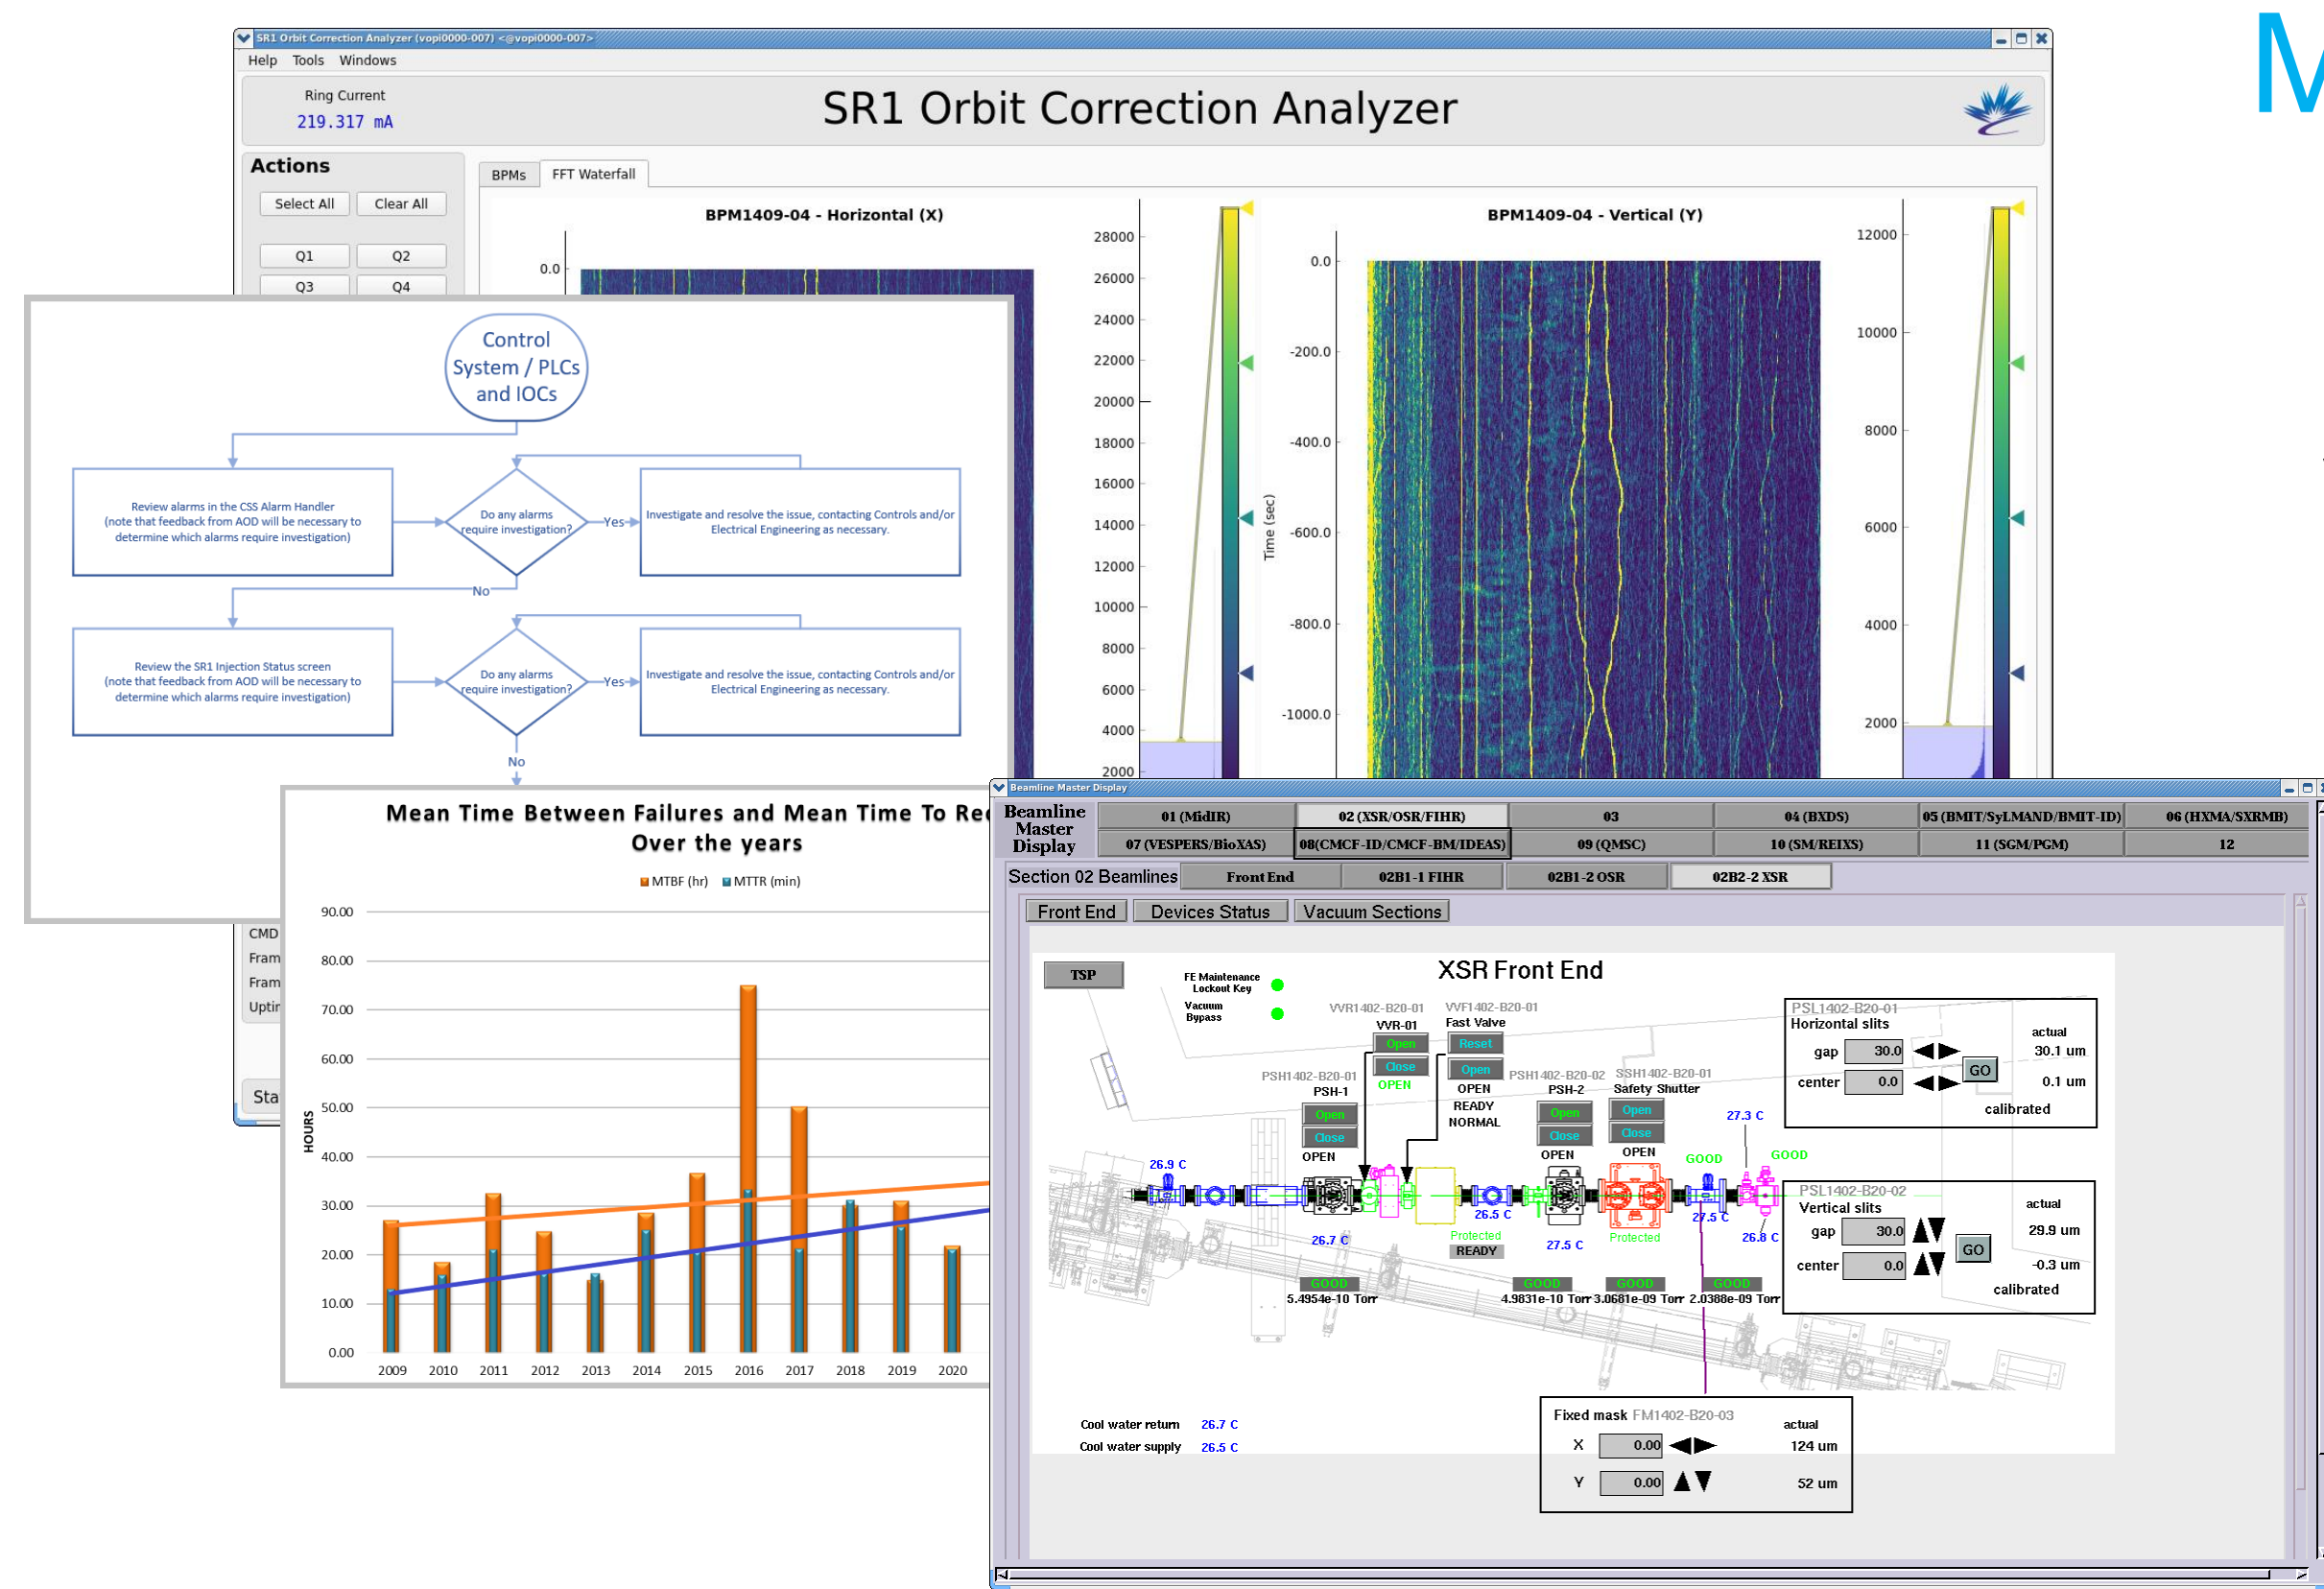 M
SR1 Orbit Correction Analyzer (vopi0000-007) <@vopi0000-007>
Help Tools Windows
Ring Current
219.317 mA
SR1 Orbit Correction Analyzer
Actions
Select All Clear All
Q1 Q2
Q3 Q4
BPMs FFT Waterfall
BPM1409-04 - Horizontal (X)
0.0
28000
26000
24000
22000
20000
18000
16000
14000
12000
10000
8000
6000
4000
2000
BPM1409-04 - Vertical (Y)
Time (sec)
0.0
-200.0
-400.0
-600.0
-800.0
-1000.0
12000
10000
8000
6000
4000
2000
CMD
Fram
Fram
Uptir
Sta
Control
System / PLCs
and IOCs
Review alarms in the CSS Alarm Handler
(note that feedback from AOD will be necessary to
determine which alarms require investigation)
Do any alarms
require investigation?
Yes
Investigate and resolve the issue, contacting Controls and/or
Electrical Engineering as necessary.
No
Review the SR1 Injection Status screen
(note that feedback from AOD will be necessary to
determine which alarms require investigation)
Do any alarms
require investigation?
Yes
Investigate and resolve the issue, contacting Controls and/or
Electrical Engineering as necessary.
No
Mean Time Between Failures and Mean Time To Rec
Over the years
MTBF (hr) MTTR (min)
HOURS
90.00
80.00
70.00
60.00
50.00
40.00
30.00
20.00
10.00
0.00
2009 2010 2011 2012 2013 2014 2015 2016 2017 2018 2019 2020
Beamline Master Display
Beamline
Master
Display
01 (MidIR) 02 (XSR/OSR/FIHR) 03 04 (BXDS) 05 (BMIT/SyLMAND/BMIT-ID) 06 (HXMA/SXRMB)
07 (VESPERS/BioXAS) 08(CMCF-ID/CMCF-BM/IDEAS) 09 (QMSC) 10 (SM/REIXS) 11 (SGM/PGM) 12
Section 02 Beamlines Front End 02B1-1 FIHR 02B1-2 OSR 02B2-2 XSR
Front End Devices Status Vacuum Sections
TSP
XSR Front End
FE Maintenance
Lockout Key
Vacuum
Bypass
VVR1402-B20-01
VVR-01
Open
Close
OPEN
VVF1402-B20-01
Fast Valve
Reset
Open
OPEN
READY
NORMAL
PSH1402-B20-01
PSH-1
Open
Close
OPEN
PSH1402-B20-02
PSH-2
Open
Close
OPEN
SSH1402-B20-01
Safety Shutter
Open
Close
OPEN
27.3 C
GOOD
GOOD
26.9 C
26.7 C
26.5 C
Protected
READY
27.5 C
Protected
27.5 C
26.8 C
GOOD
5.4954e-10 Torr
GOOD
4.9831e-10 Torr
GOOD
3.0681e-09 Torr
GOOD
2.0388e-09 Torr
PSL1402-B20-01
Horizontal slits
actual
gap 30.0 30.1 um
GO
center 0.0 0.1 um
calibrated
PSL1402-B20-02
Vertical slits
actual
gap 30.0 29.9 um
GO
center 0.0 -0.3 um
calibrated
Cool water return 26.7 C
Cool water supply 26.5 C
Fixed mask FM1402-B20-03
actual
X 0.00 124 um
Y 0.00 52 um